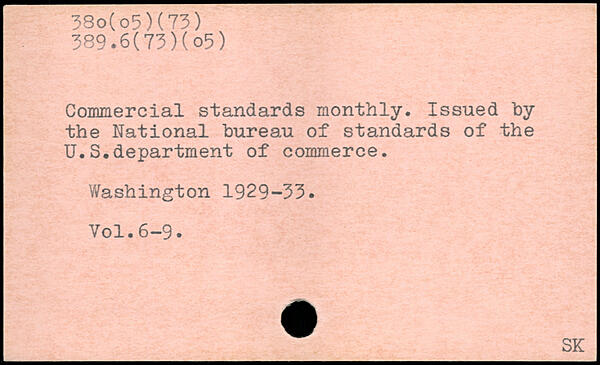 38o(o5)(73)
389.6(73)(o5)
Commercial standards monthly. Issued by
the National bureau of standards of the
U.S.department of commerce.
Washington 1929-33.
Vol.6-9.
SK